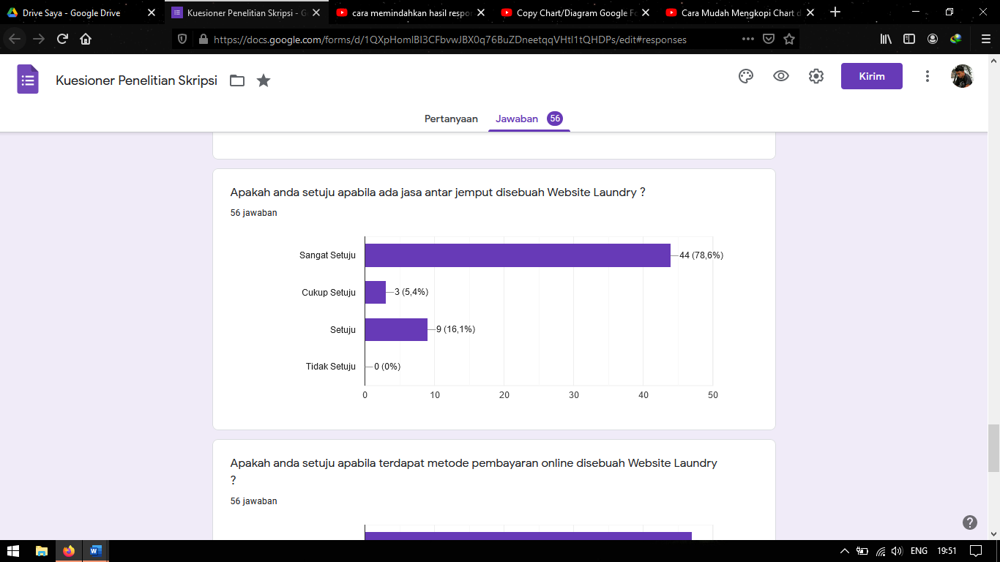 Drive Saya - Google Drive
Kuesioner Penelitian Skripsi - G
cara memindahkan hasil respon
Copy Chart/Diagram Google Fo
Cara Mudah Mengkopi Chart d
https://docs.google.com/forms/d/1QXpHomlBI3CFbvwJBX0q76BuZDneetqqVHtl1tQHDPs/edit#responses
Kuesioner Penelitian Skripsi
Kirim
Pertanyaan
Jawaban 56
Apakah anda setuju apabila ada jasa antar jemput disebuah Website Laundry ?
56 jawaban
Sangat Setuju 44 (78,6%)
Cukup Setuju 3 (5,4%)
Setuju 9 (16,1%)
Tidak Setuju 0 (0%)
0 10 20 30 40 50
Apakah anda setuju apabila terdapat metode pembayaran online disebuah Website Laundry
?
56 jawaban
ENG 19:51